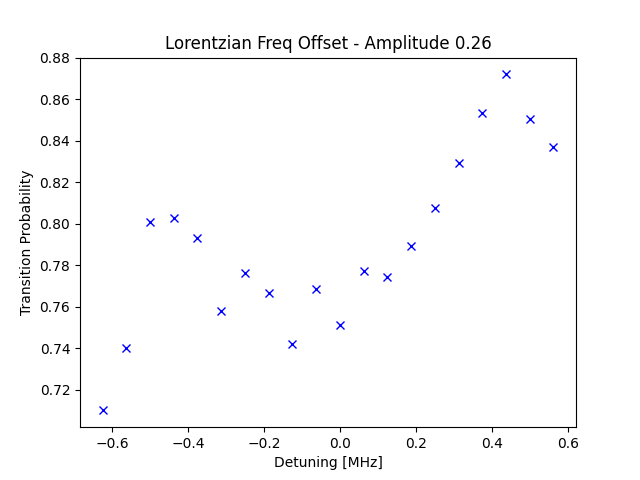 Lorentzian Freq Offset - Amplitude 0.26
0.88
0.86
0.84
0.82
0.80
0.78
0.76
0.74
0.72
Transition Probability
−0.6 −0.4 −0.2 0.0 0.2 0.4 0.6
Detuning [MHz]